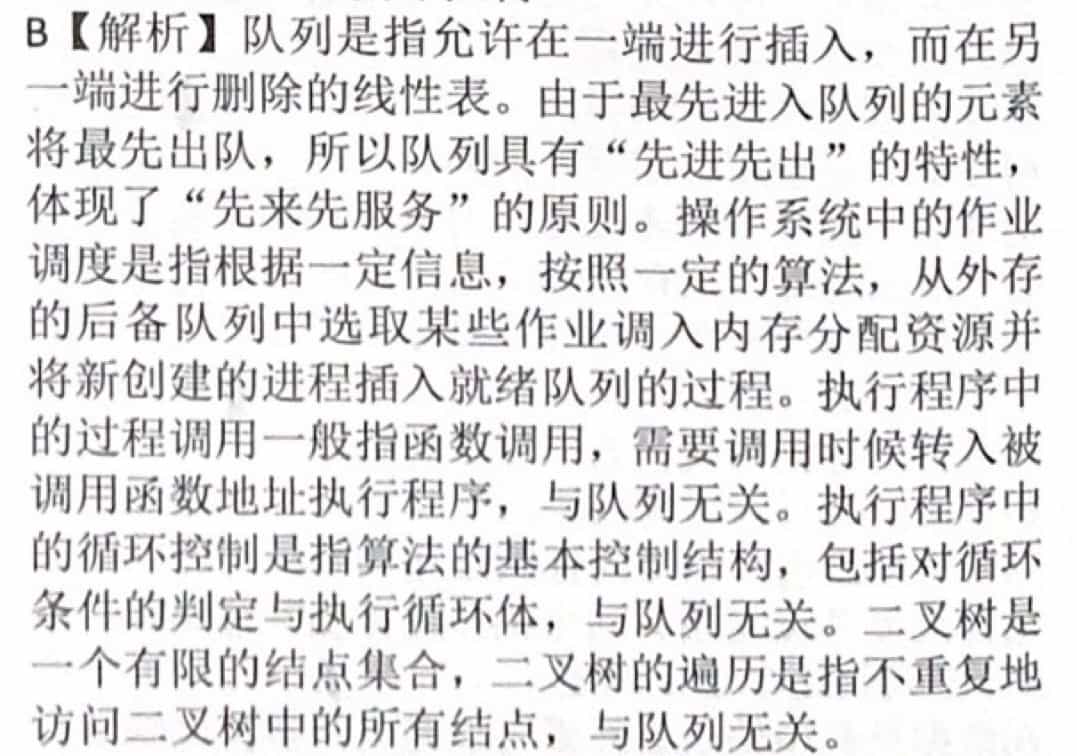 B【解析】队列是指允许在一端进行插入，而在另
一端进行删除的线性表。由于最先进入队列的元素
将最先出队，所以队列具有“先进先出”的特性，
体现了“先来先服务”的原则。操作系统中的作业
调度是指根据一定信息，按照一定的算法，从外存
的后备队列中选取某些作业调入内存分配资源并
将新创建的进程插入就绪队列的过程。执行程序中
的过程调用一般指函数调用，需要调用时候转入被
调用函数地址执行程序，与队列无关。执行程序中
的循环控制是指算法的基本控制结构，包括对循环
条件的判定与执行循环体，与队列无关。二叉树是
一个有限的结点集合，二叉树的遍历是指不重复地
访问二叉树中的所有结点，与队列无关。